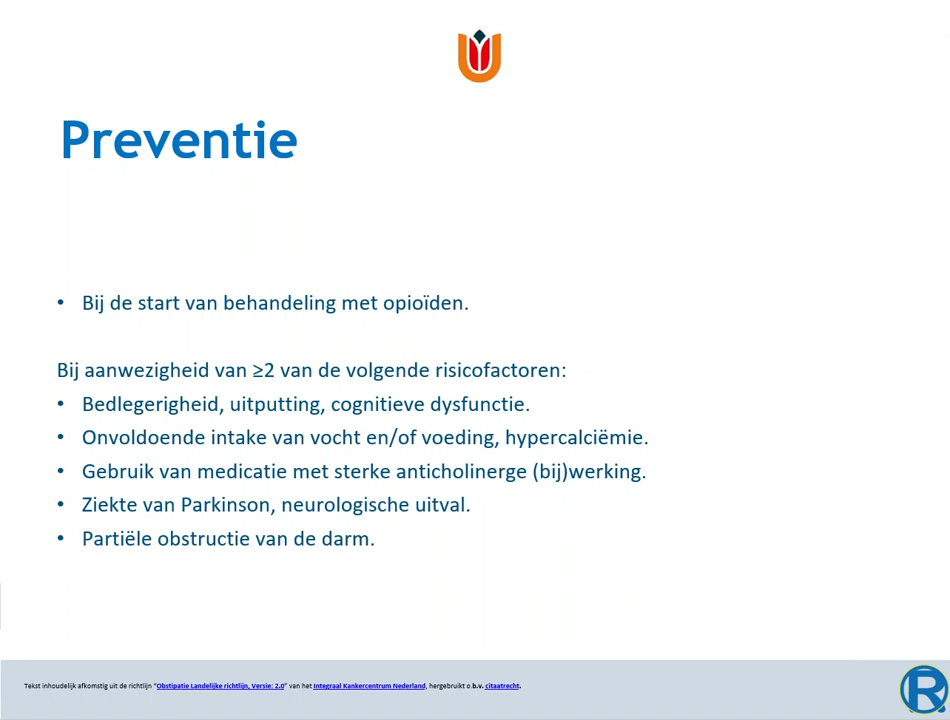 Preventie
• Bij de start van behandeling met opioïden.
Bij aanwezigheid van ≥2 van de volgende risicofactoren:
• Bedlegerigheid, uitputting, cognitieve dysfunctie.
• Onvoldoende intake van vocht en/of voeding, hypercalciëmie.
• Gebruik van medicatie met sterke anticholinerge (bij)werking.
• Ziekte van Parkinson, neurologische uitval.
• Partiële obstructie van de darm.
Tekst inhoudelijk afkomstig uit de richtlijn "Obstipatie Landelijke richtlijn, Versie: 2.0" van het Integraal Kankercentrum Nederland, hergebruikt o.b.v. citaatrecht.
R